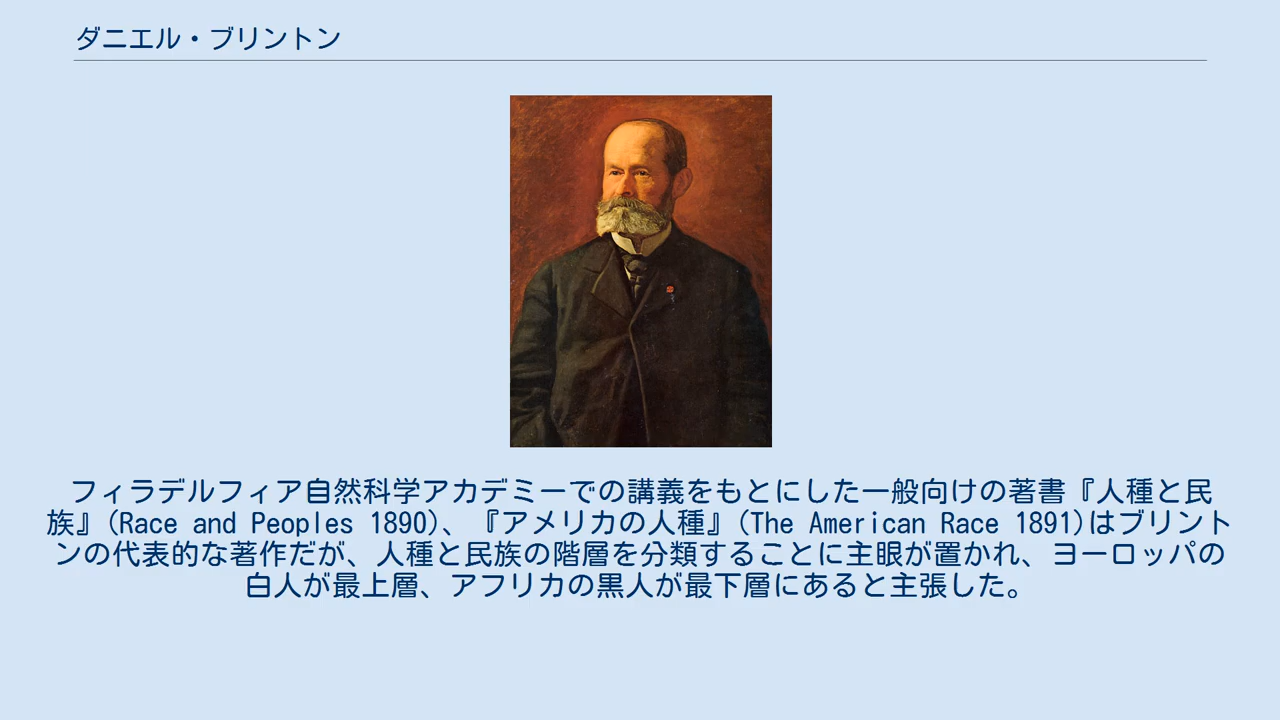 ダニエル・ブリントン
フィラデルフィア自然科学アカデミーでの講義をもとにした一般向けの著書『人種と民
族』(Race and Peoples 1890)、『アメリカの人種』(The American Race 1891)はブリント
ンの代表的な著作だが、人種と民族の階層を分類することに主眼が置かれ、ヨーロッパの
白人が最上層、アフリカの黒人が最下層にあると主張した。